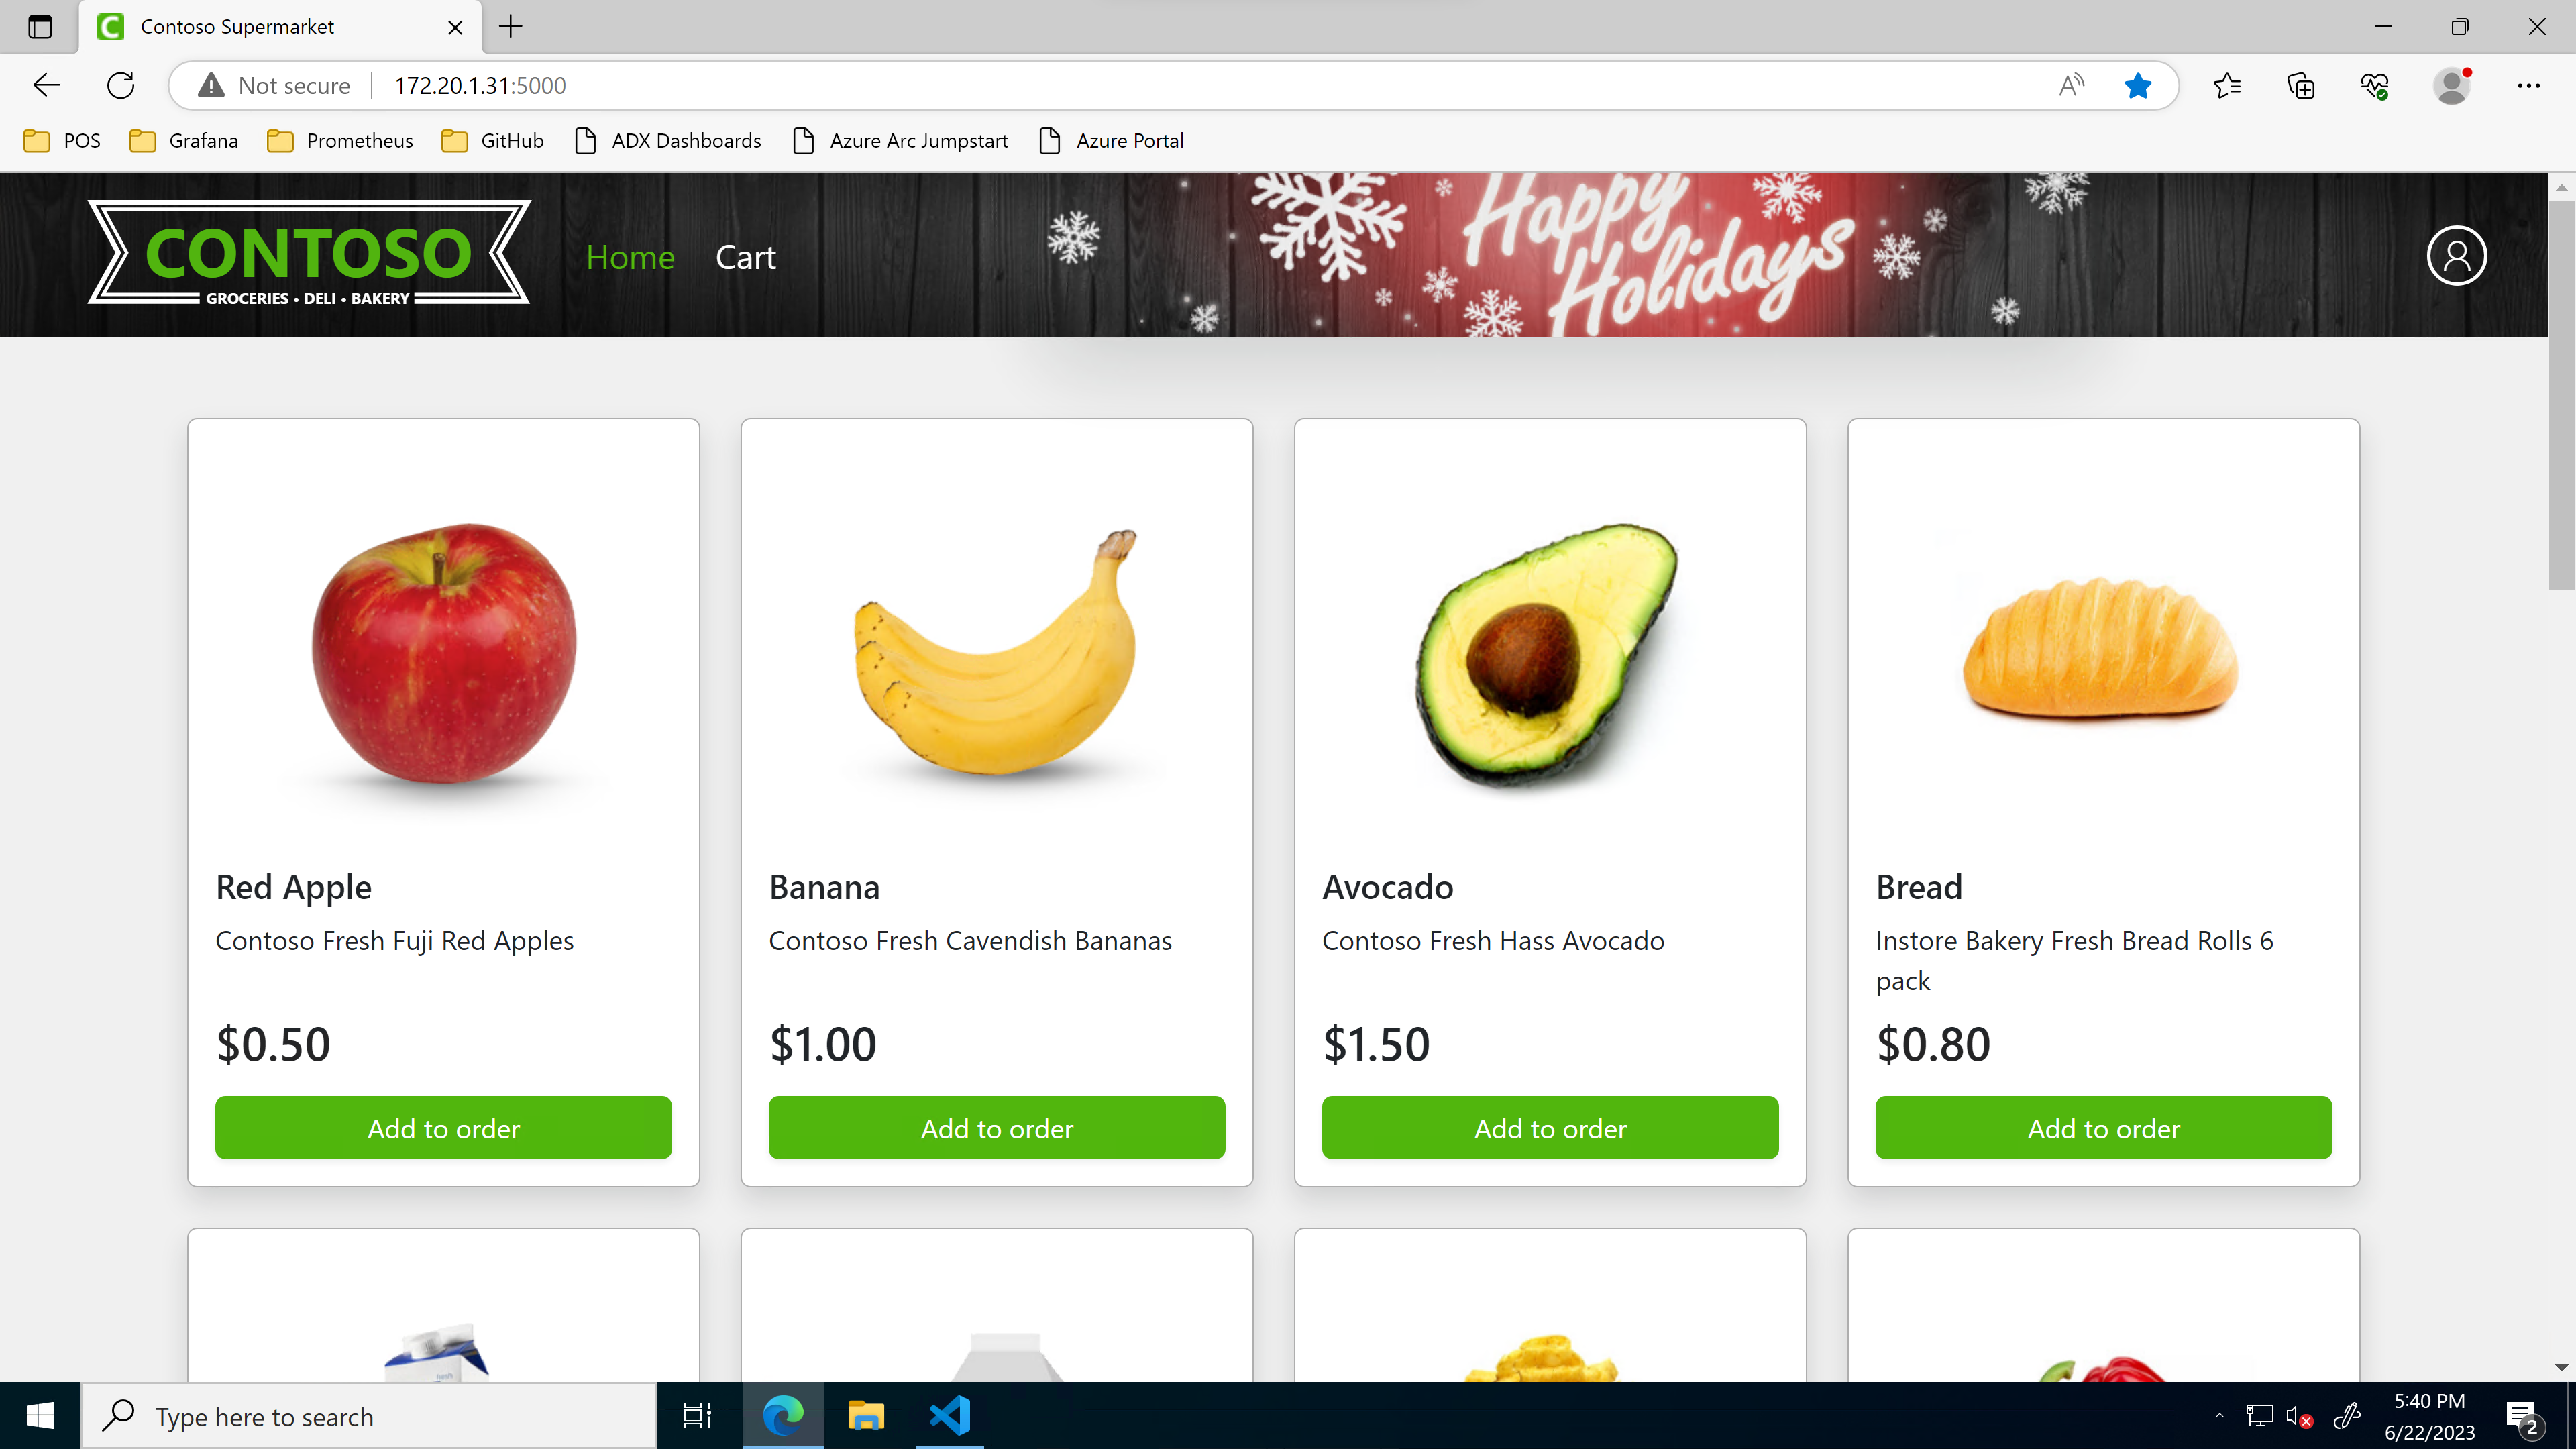 Contoso Supermarket
Not secure 172.20.1.31:5000
POS Grafana Prometheus GitHub ADX Dashboards Azure Arc Jumpstart Azure Portal
CONTOSO
GROCERIES • DELI • BAKERY
Home Cart
Happy
Holidays
Red Apple
Contoso Fresh Fuji Red Apples
$0.50
Add to order
Banana
Contoso Fresh Cavendish Bananas
$1.00
Add to order
Avocado
Contoso Fresh Hass Avocado
$1.50
Add to order
Bread
Instore Bakery Fresh Bread Rolls 6
pack
$0.80
Add to order
Type here to search
5:40 PM
6/22/2023
2